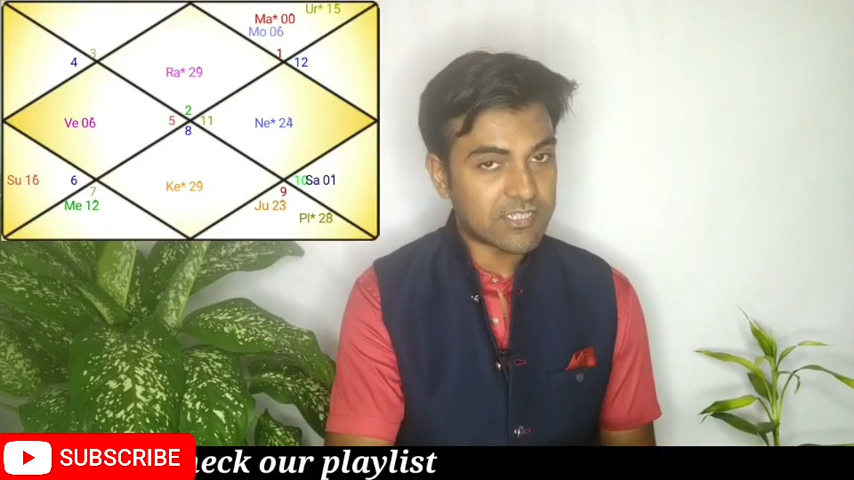 Ur* 15
Ma* 00
Mo 06
3
1
4
12
Ra* 29
2
Ve 06
5
11
Ne* 24
8
Su 16
6
7
Me 12
Ke* 29
10
Sa 01
9
Ju 23
Pl* 28
SUBSCRIBE
heck our playlist